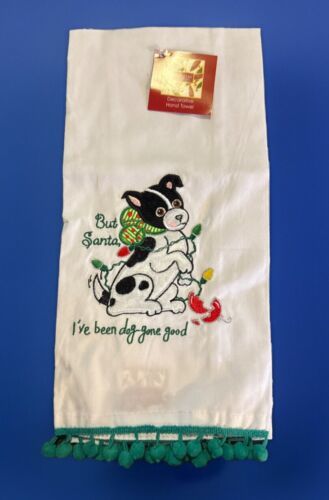 Decorative
Hand Towel
But
Santa,
I've been dog-gone good